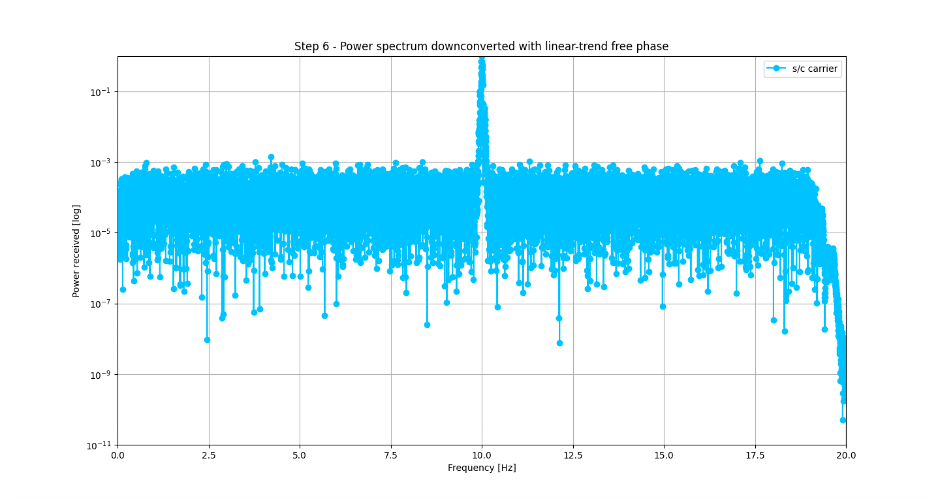 Step 6 - Power spectrum downconverted with linear-trend free phase
s/c carrier
10⁻¹
10⁻³
10⁻⁵
10⁻⁷
10⁻⁹
10⁻¹¹
Power received [log]
0.0 2.5 5.0 7.5 10.0 12.5 15.0 17.5 20.0
Frequency [Hz]